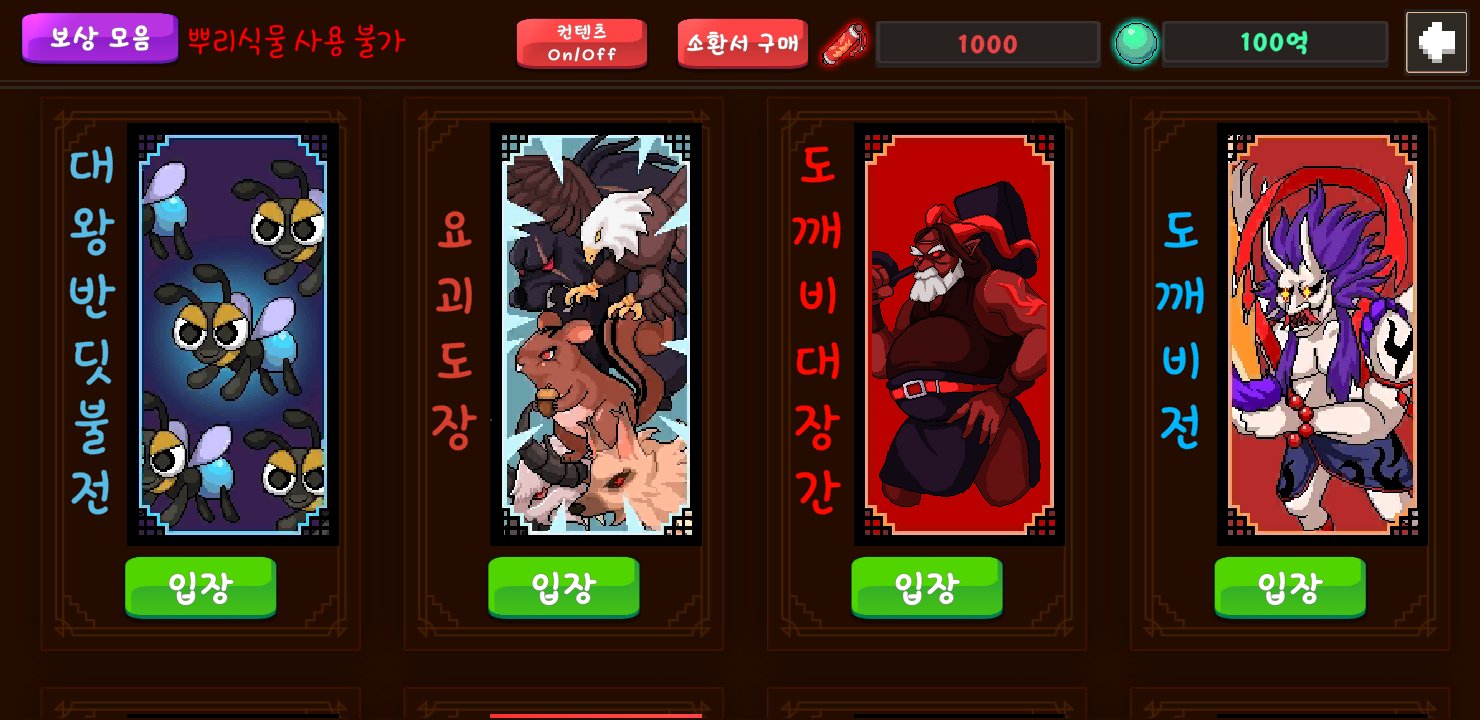 보상 모음
뿌리식물 사용 불가
컨텐츠
On/Off
소환서 구매
1000
100억
대왕반딧불전
요괴도장
도깨비대장간
도깨비전
입장
입장
입장
입장